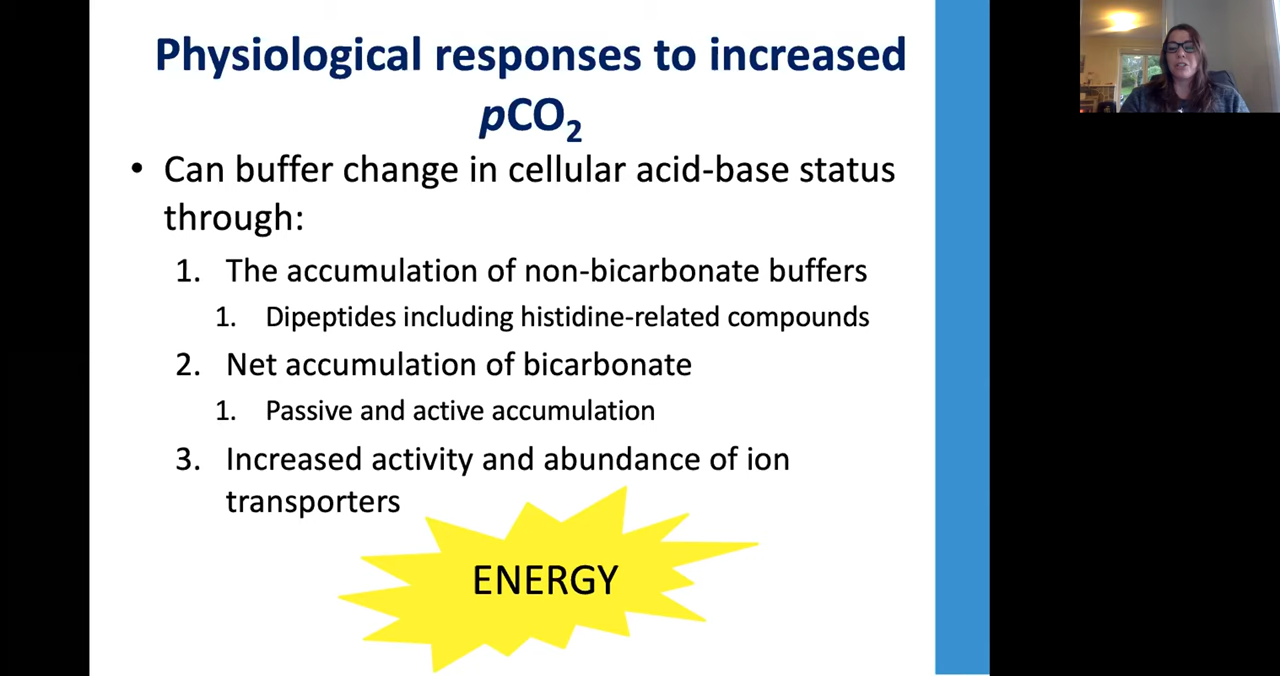 Physiological responses to increased
pCO₂
• Can buffer change in cellular acid-base status
through:
1. The accumulation of non-bicarbonate buffers
1. Dipeptides including histidine-related compounds
2. Net accumulation of bicarbonate
1. Passive and active accumulation
3. Increased activity and abundance of ion
transporters
ENERGY